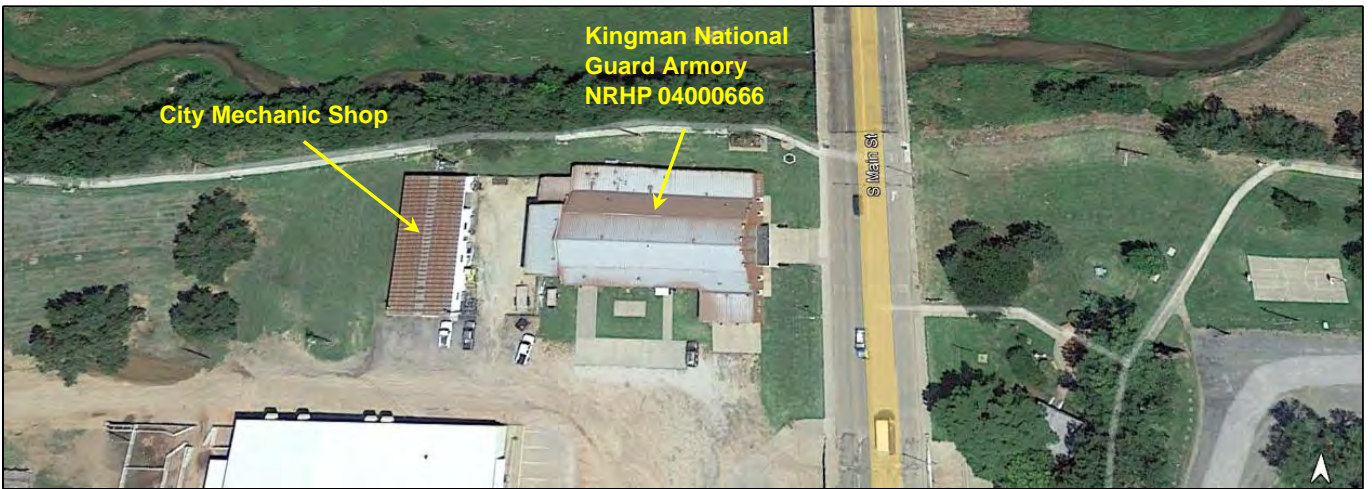 Kingman National
Guard Armory
NRHP 04000666
City Mechanic Shop
S Main St